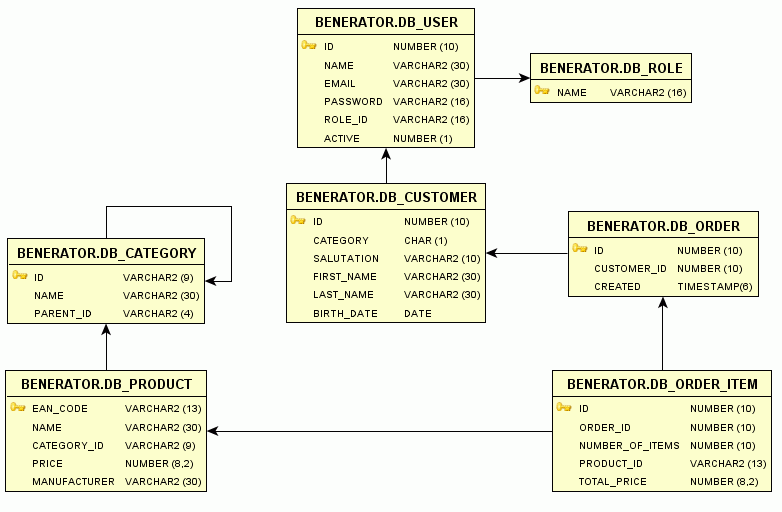 BENERATOR.DB_USER
ID NUMBER (10)
NAME VARCHAR2 (30)
EMAIL VARCHAR2 (30)
PASSWORD VARCHAR2 (16)
ROLE_ID VARCHAR2 (16)
ACTIVE NUMBER (1)
BENERATOR.DB_ROLE
NAME VARCHAR2 (16)
BENERATOR.DB_CUSTOMER
ID NUMBER (10)
CATEGORY CHAR (1)
SALUTATION VARCHAR2 (10)
FIRST_NAME VARCHAR2 (30)
LAST_NAME VARCHAR2 (30)
BIRTH_DATE DATE
BENERATOR.DB_ORDER
ID NUMBER (10)
CUSTOMER_ID NUMBER (10)
CREATED TIMESTAMP(6)
BENERATOR.DB_CATEGORY
ID VARCHAR2 (9)
NAME VARCHAR2 (30)
PARENT_ID VARCHAR2 (4)
BENERATOR.DB_PRODUCT
EAN_CODE VARCHAR2 (13)
NAME VARCHAR2 (30)
CATEGORY_ID VARCHAR2 (9)
PRICE NUMBER (8,2)
MANUFACTURER VARCHAR2 (30)
BENERATOR.DB_ORDER_ITEM
ID NUMBER (10)
ORDER_ID NUMBER (10)
NUMBER_OF_ITEMS NUMBER (10)
PRODUCT_ID VARCHAR2 (13)
TOTAL_PRICE NUMBER (8,2)